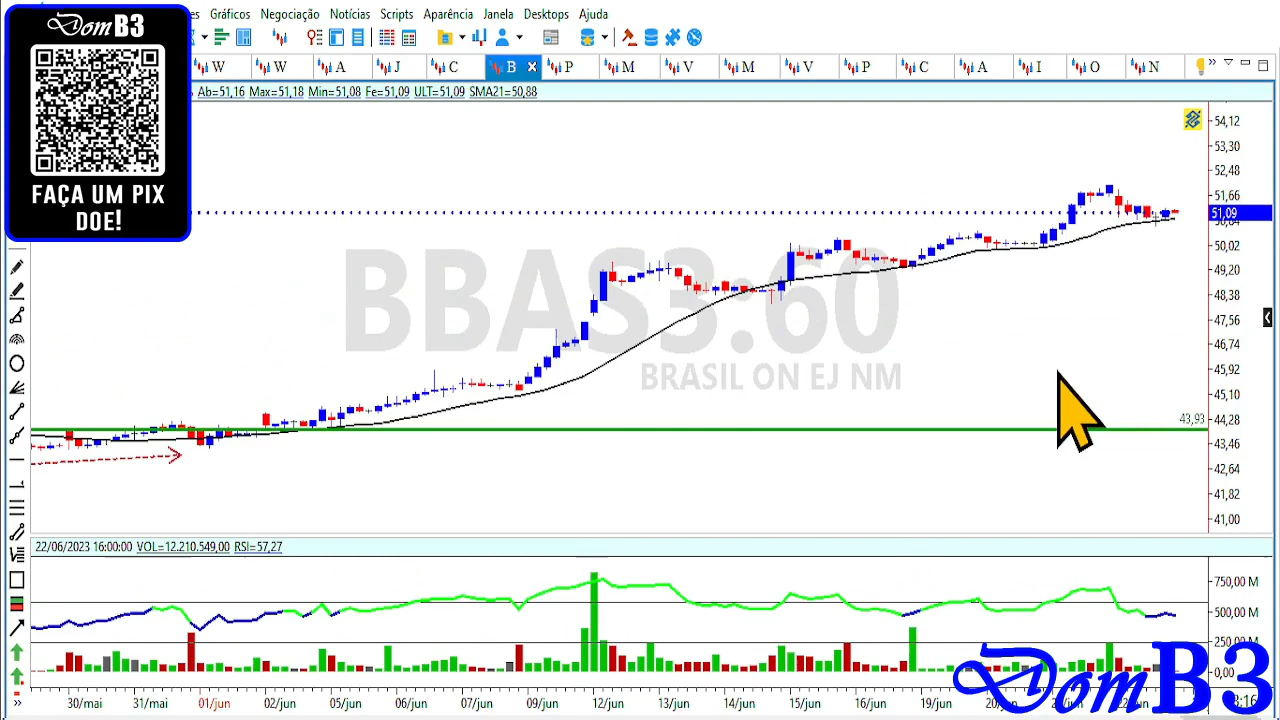 DomB3
FAÇA UM PIX
DOE!
Gráficos Negociação Notícias Scripts Aparência Janela Desktops Ajuda
W W A J C B P M V M V P C A I O N
Ab=51,16 Max=51,18 Min=51,08 Fe=51,09 ULT=51,09 SMA21=50,88
54,12
53,30
52,48
51,66
51,09
50,02
49,20
48,38
47,56
46,74
45,92
45,10
44,28
43,93
43,46
42,64
41,82
41,00
BBAS3:60
BRASIL ON EJ NM
22/06/2023 16:00:00 VOL=12.210.549,00 RSI=57,27
750,00 M
500,00 M
30/mai 31/mai 01/jun 02/jun 05/jun 06/jun 07/jun 09/jun 12/jun 13/jun 14/jun 15/jun 16/jun 19/jun
DomB3